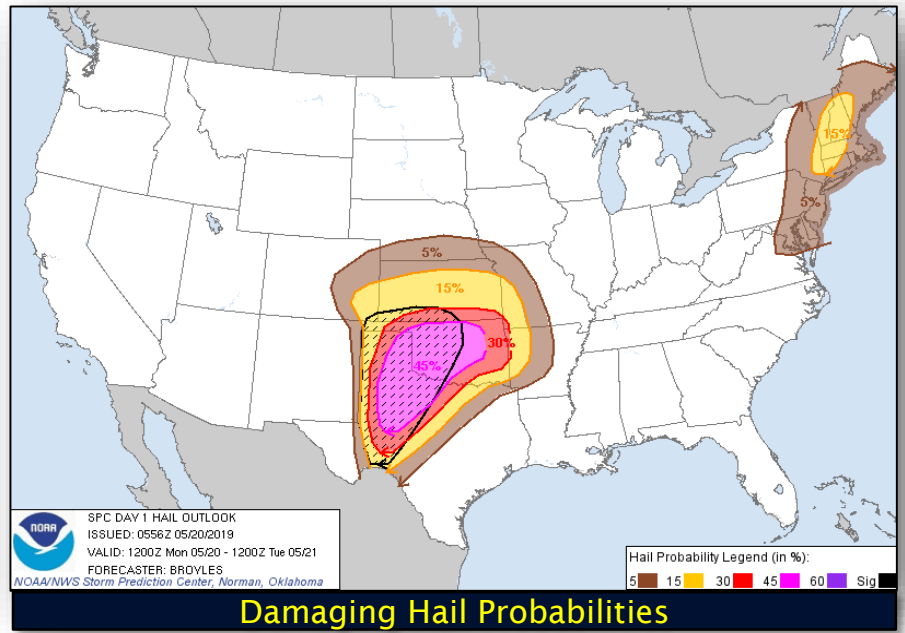 15%
5%
5%
15%
30%
45%
NOAA
SPC DAY 1 HAIL OUTLOOK
ISSUED: 0556Z 05/20/2019
VALID: 1200Z Mon 05/20 - 1200Z Tue 05/21
FORECASTER: BROYLES
NOAA/NWS Storm Prediction Center, Norman, Oklahoma
Hail Probability Legend (in %):
5 15 30 45 60 Sig
Damaging Hail Probabilities